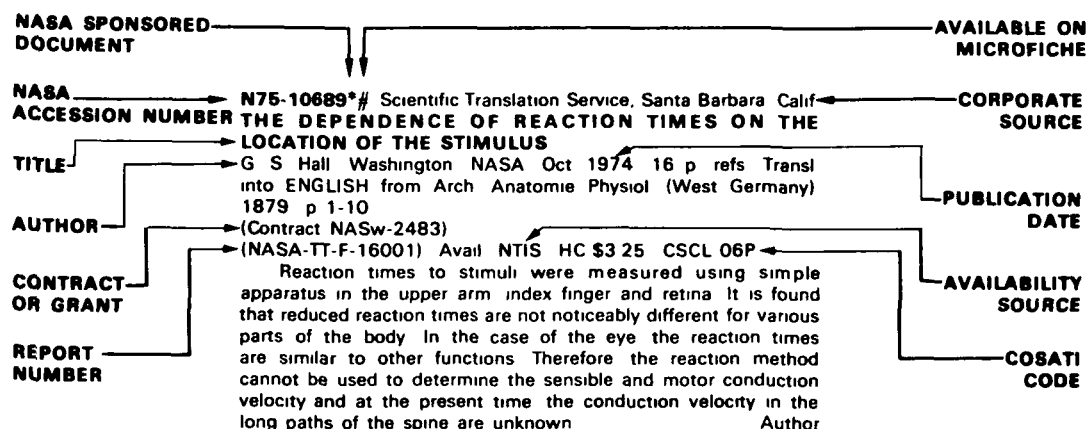 NASA SPONSORED
DOCUMENT
AVAILABLE ON
MICROFICHE
NASA
ACCESSION NUMBER
N75-10689*# Scientific Translation Service, Santa Barbara Calif
CORPORATE
SOURCE
THE DEPENDENCE OF REACTION TIMES ON THE
LOCATION OF THE STIMULUS
TITLE
G S Hall Washington NASA Oct 1974 16 p refs Transl
into ENGLISH from Arch Anatomie Physiol (West Germany)
1879 p 1-10
AUTHOR
PUBLICATION
DATE
(Contract NASw-2483)
(NASA-TT-F-16001) Avail NTIS HC $3 25 CSCL 06P
CONTRACT
OR GRANT
AVAILABILITY
SOURCE
REPORT
NUMBER
COSATI
CODE
Reaction times to stimuli were measured using simple
apparatus in the upper arm index finger and retina It is found
that reduced reaction times are not noticeably different for various
parts of the body In the case of the eye the reaction times
are similar to other functions Therefore the reaction method
cannot be used to determine the sensible and motor conduction
velocity and at the present time the conduction velocity in the
long paths of the spine are unknown Author